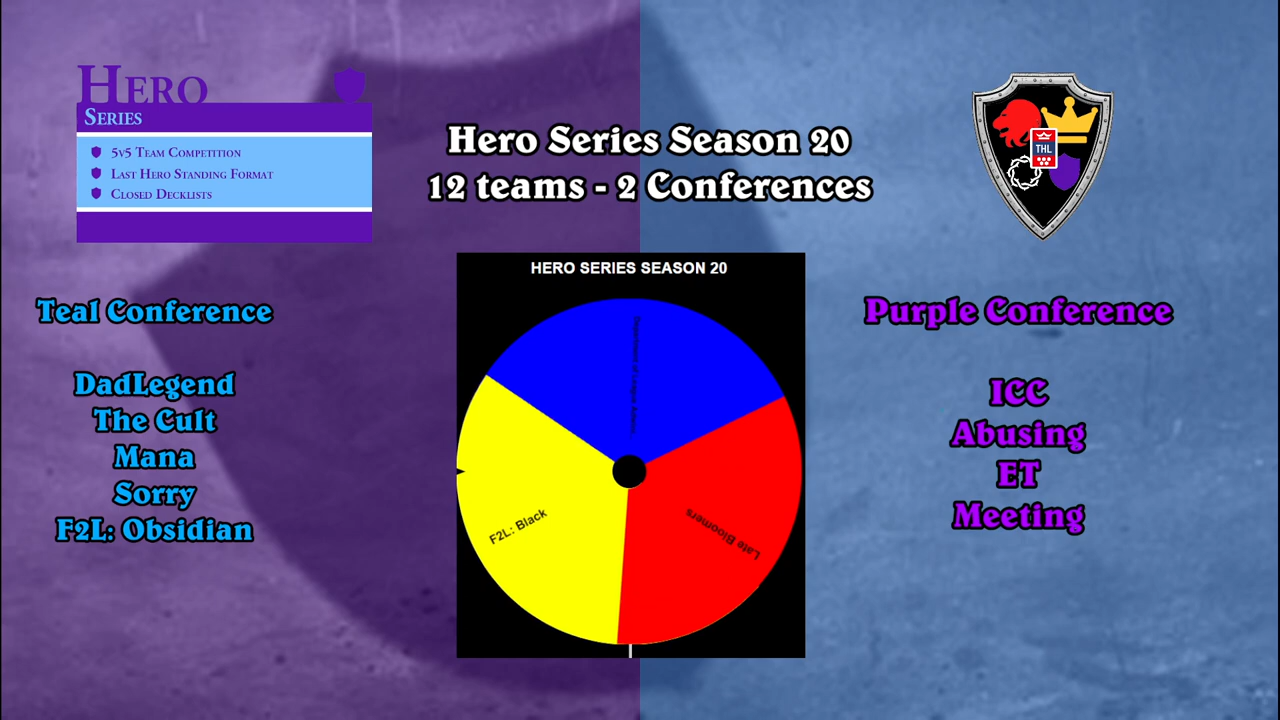 HERO
SERIES
5V5 TEAM COMPETITION
LAST HERO STANDING FORMAT
CLOSED DECKLISTS
Hero Series Season 20
12 teams - 2 Conferences
THL
HERO SERIES SEASON 20
F2L: Black
Late Bloomers
Teal Conference
DadLegend
The Cult
Mana
Sorry
F2L: Obsidian
Purple Conference
ICC
Abusing
ET
Meeting